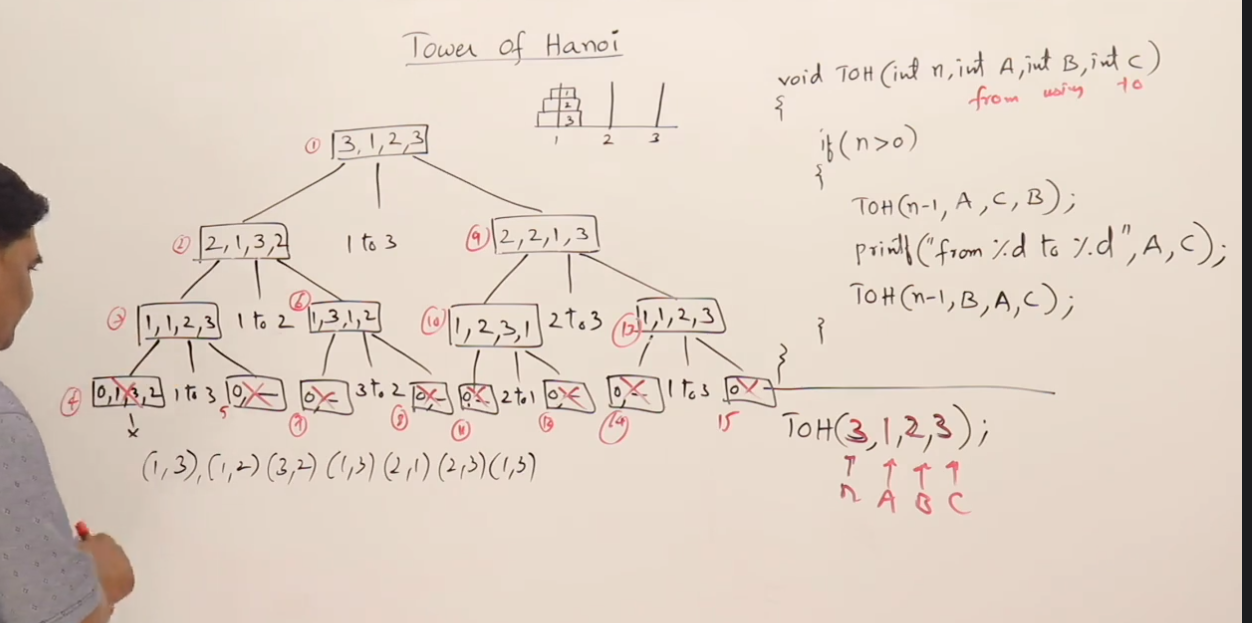 Tower of Hanoi
1
2
3
1 2 3
① 3,1,2,3
② 2,1,3,2 1 to 3 ⑨ 2,2,1,3
③ 1,1,2,3 1 to 2 ⑥ 1,3,1,2 ⑩ 1,2,3,1 2 to 3 1,1,2,3
④ 0,1,3,2 1 to 3 0, 0, 3 to 2 0, 0 2 to 1 0, 0, 1 to 3 0
5 ⑦ ⑧ ⑪ ⑭ 15
x
(1,3),(1,2)(3,2)(1,3)(2,1)(2,3)(1,3)
void TOH(int n,int A,int B,int C)
from using to
{
if(n>0)
{
TOH(n-1, A, C, B);
printf("from %d to %d", A, C);
TOH(n-1, B, A, C);
}
}
TOH(3,1,2,3);
↑ ↑ ↑ ↑
n A B C